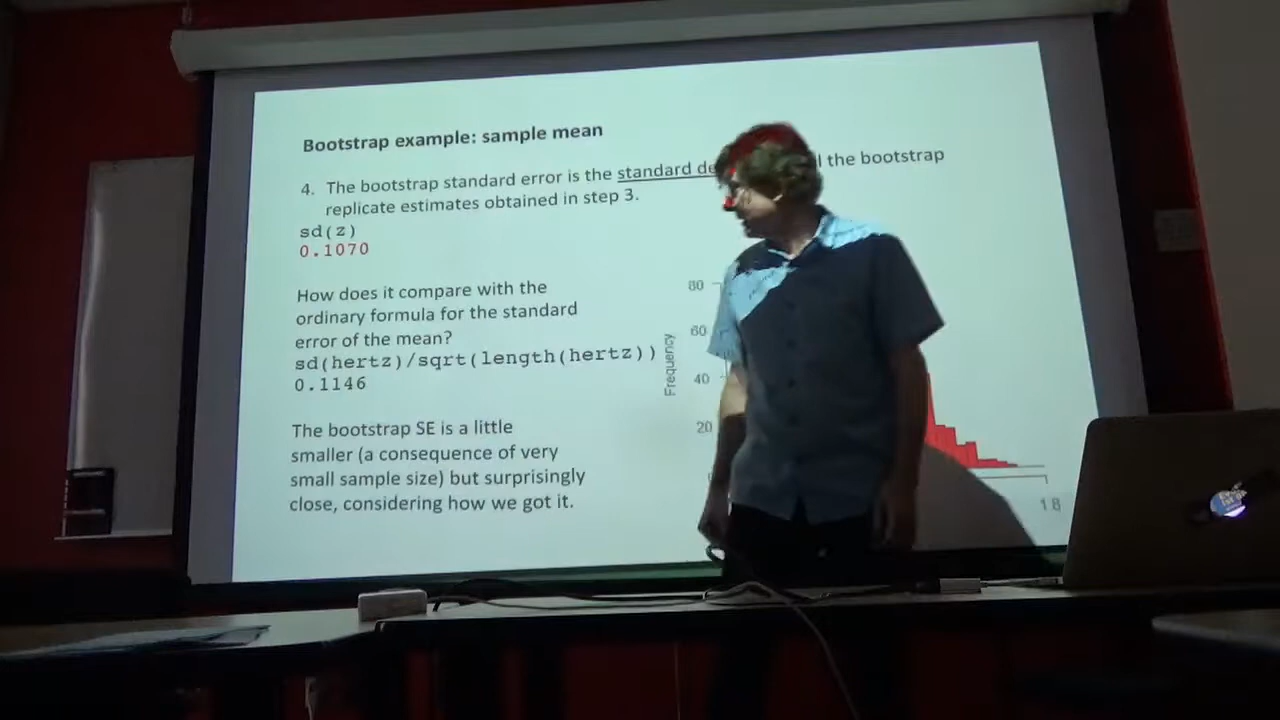 Bootstrap example: sample mean
4. The bootstrap standard error is the standard the bootstrap
replicate estimates obtained in step 3.
sd(z)
0.1070
How does it compare with the
ordinary formula for the standard
error of the mean?
sd(hertz)/sqrt(length(hertz))
0.1146
The bootstrap SE is a little
smaller (a consequence of very
small sample size) but surprisingly
close, considering how we got it.
80
60
40
20
Frequency
1.8